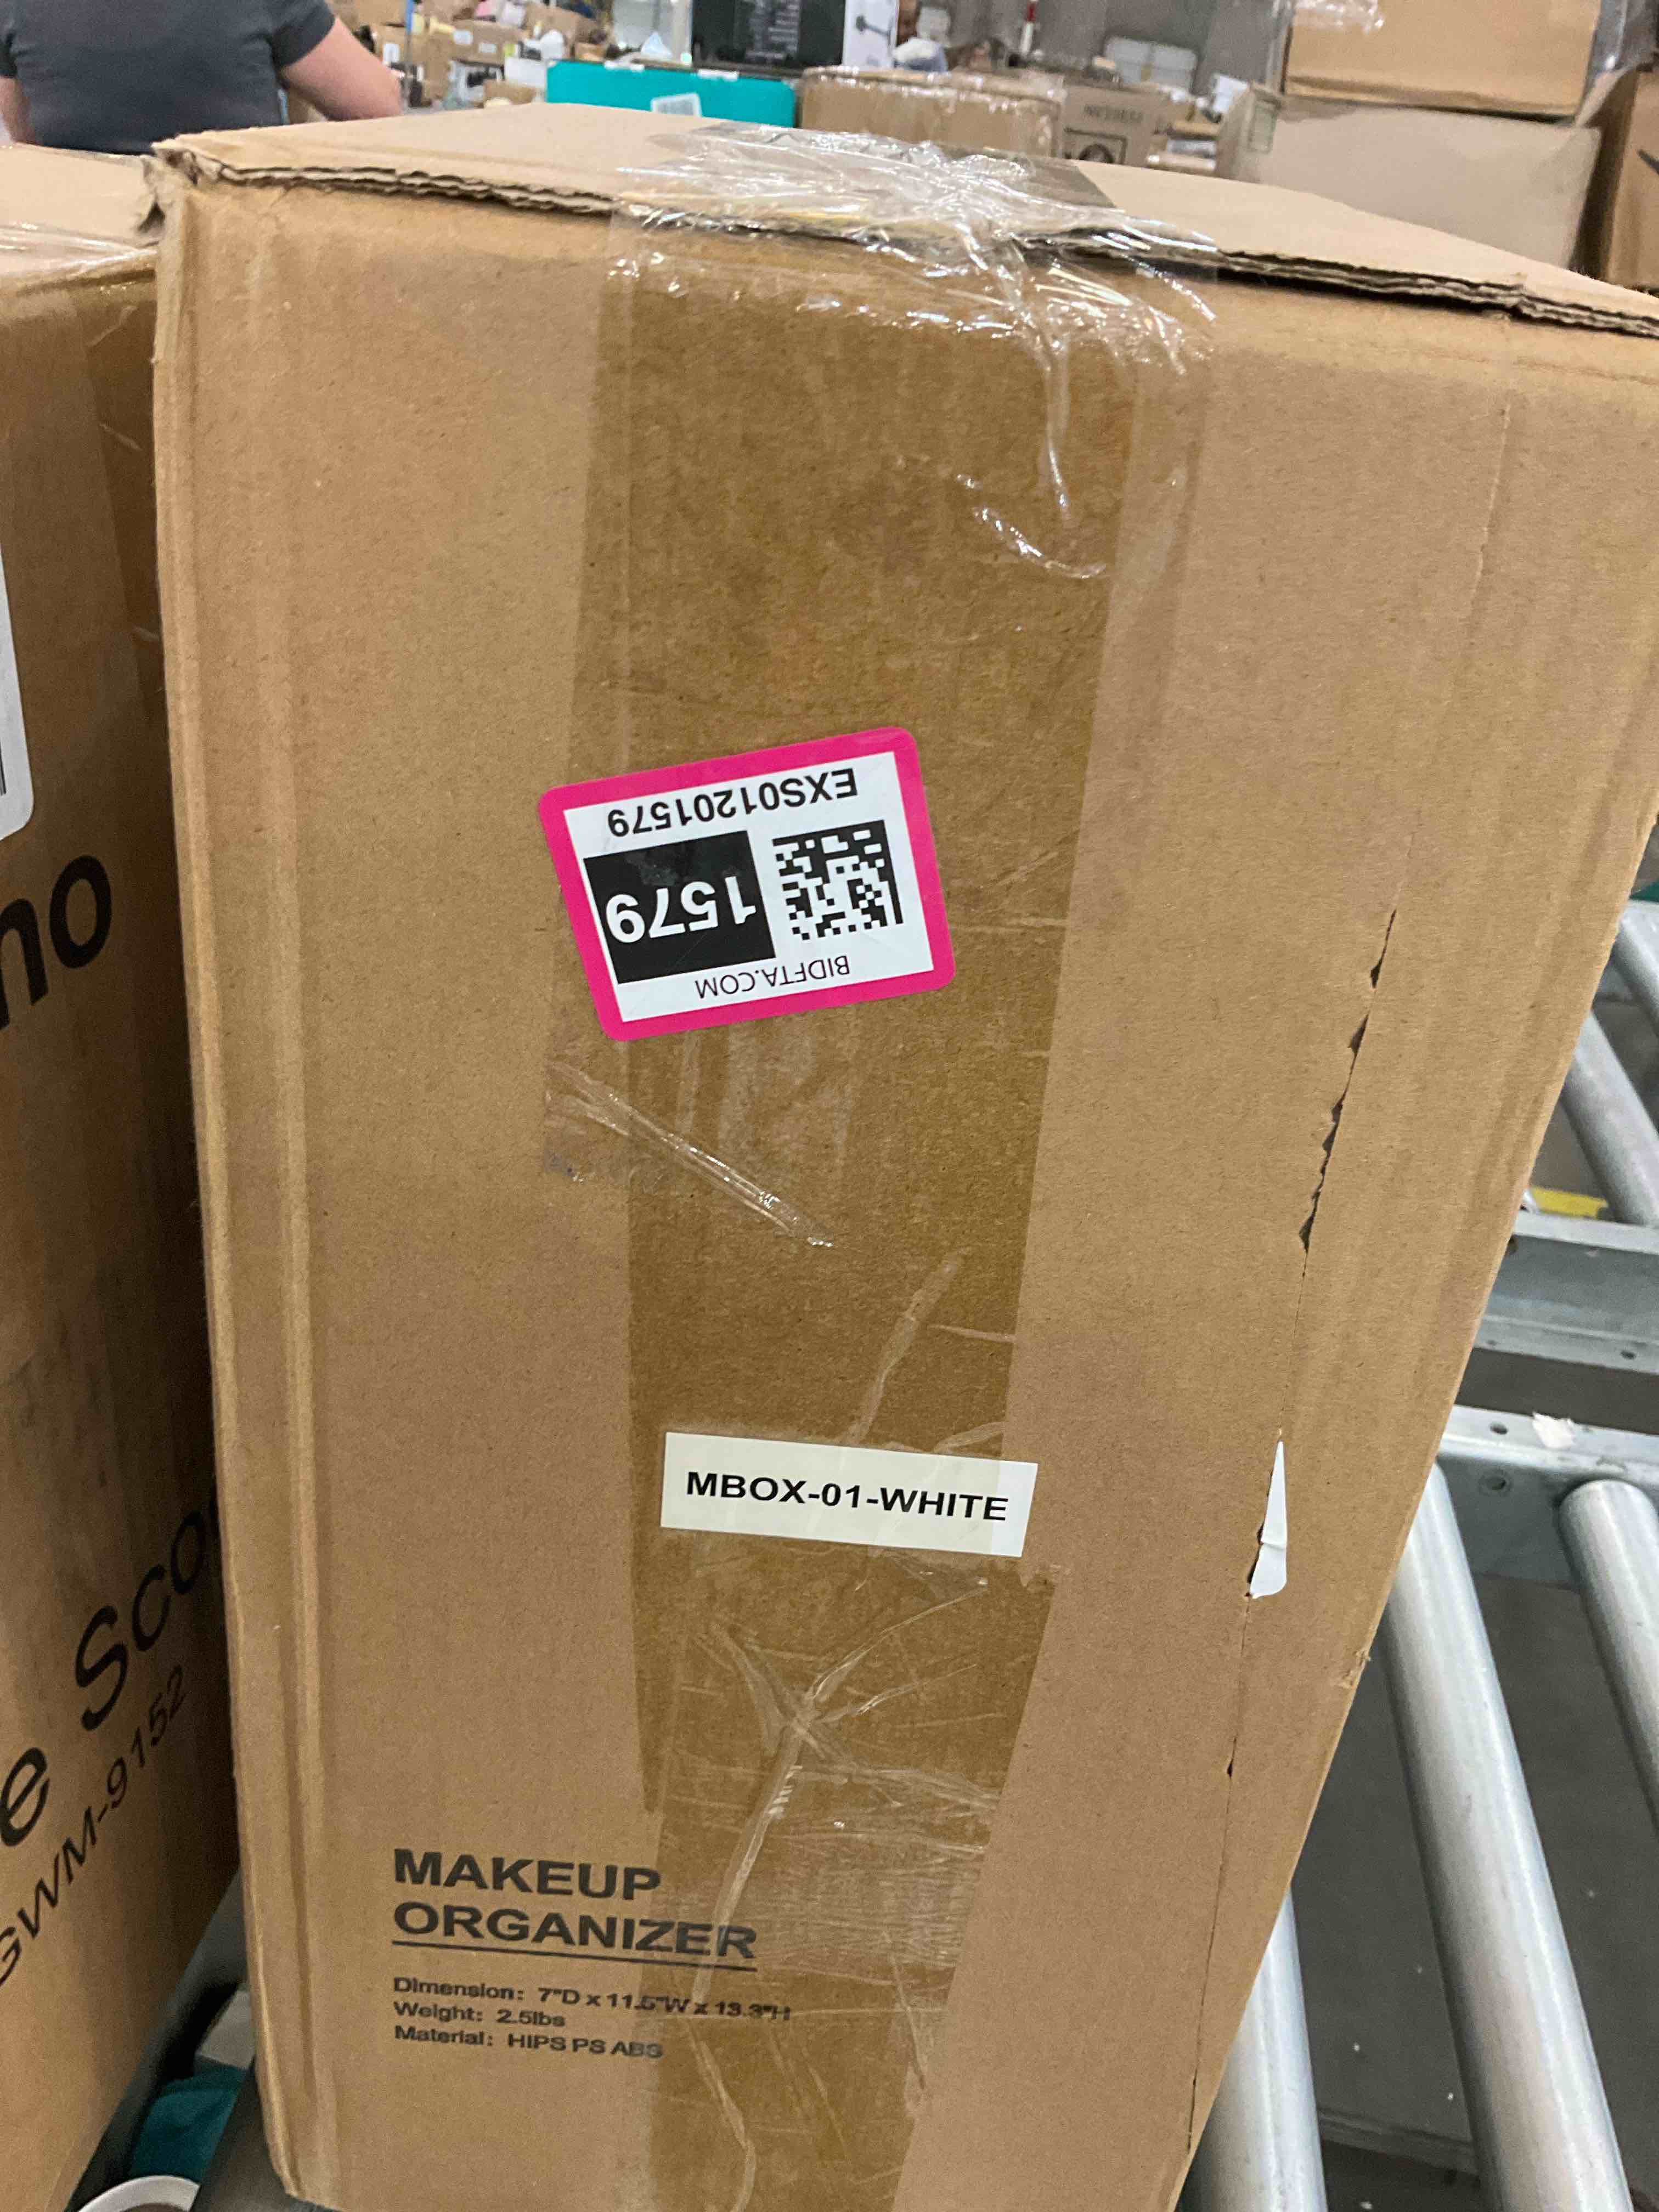 BIDFTA.COM
1579
EXS01201579
MBOX-01-WHITE
MAKEUP
ORGANIZER
Dimension: 7"D x 11.5"W x 13.3"H
Weight: 2.5lbs
Material: HIPS PS ABS
no
e Sco
GWM-9152